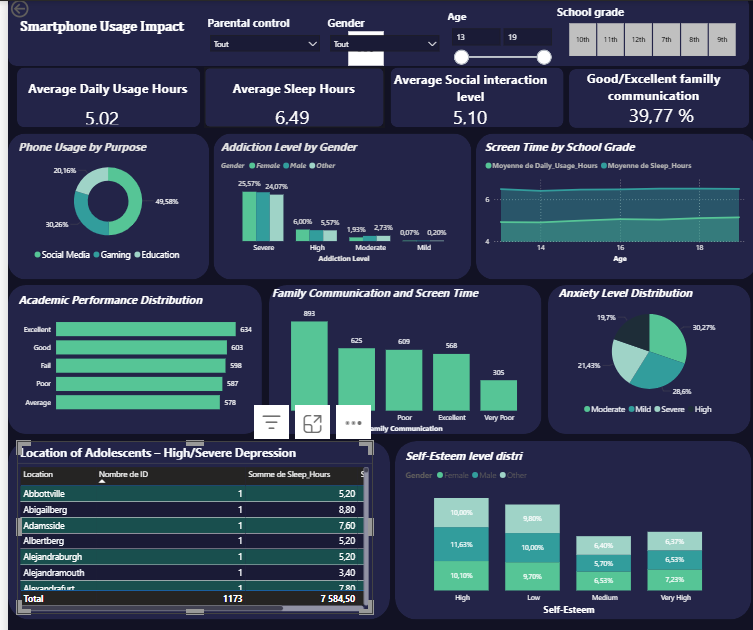 Smartphone Usage Impact
Parental control
Tout
Gender
Tout
Age
13
19
School grade
10th 11th 12th 7th 8th 9th
Average Daily Usage Hours
5,02
Average Sleep Hours
6,49
Average Social interaction
level
5,10
Good/Excellent familly
communication
39,77 %
Phone Usage by Purpose
20,16%
49,58%
30,26%
Social Media Gaming Education
Addiction Level by Gender
Gender Female Male Other
25,57% 24,07%
6,00% 5,57%
1,93% 2,73%
0,07% 0,20%
Severe High Moderate Mild
Addiction Level
Screen Time by School Grade
Moyenne de Daily_Usage_Hours Moyenne de Sleep_Hours
6
4
14 16 18
Age
Academic Performance Distribution
Excellent 634
Good 603
Fail 598
Poor 587
Average 578
Family Communication and Screen Time
893
625
609
568
305
Poor Excellent Very Poor
amily Communication
Anxiety Level Distribution
19,7%
30,27%
21,43%
28,6%
Moderate Mild Severe High
Location of Adolescents – High/Severe Depression
Location Nombre de ID Somme de Sleep_Hours S
Abbottville 1 5,20
Abigailberg 1 8,80
Adamsside 1 7,60
Albertberg 1 5,20
Alejandraburgh 1 5,20
Alejandramouth 1 3,40
Alexandrafurt 1 7,80
Total 1173 7 584,50
Self-Esteem level distri
Gender Female Male Other
10,00% 9,80% 6,40% 6,37%
11,63% 10,00% 5,70% 6,53%
10,10% 9,70% 6,53% 7,23%
High Low Medium Very High
Self-Esteem